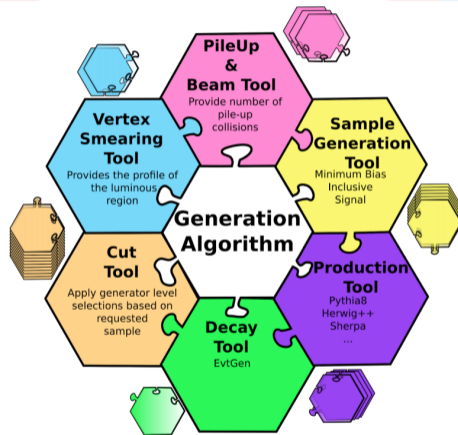 PileUp
&
Beam Tool
Provide number of
pile-up
collisions
Vertex
Smearing
Tool
Provides the profile of
the luminous
region
Sample
Generation
Tool
Minimum Bias
Inclusive
Signal
Generation
Algorithm
Cut
Tool
Apply generator level
selections based on
requested
sample
Production
Tool
Pythia8
Herwig++
Sherpa
...
Decay
Tool
EvtGen